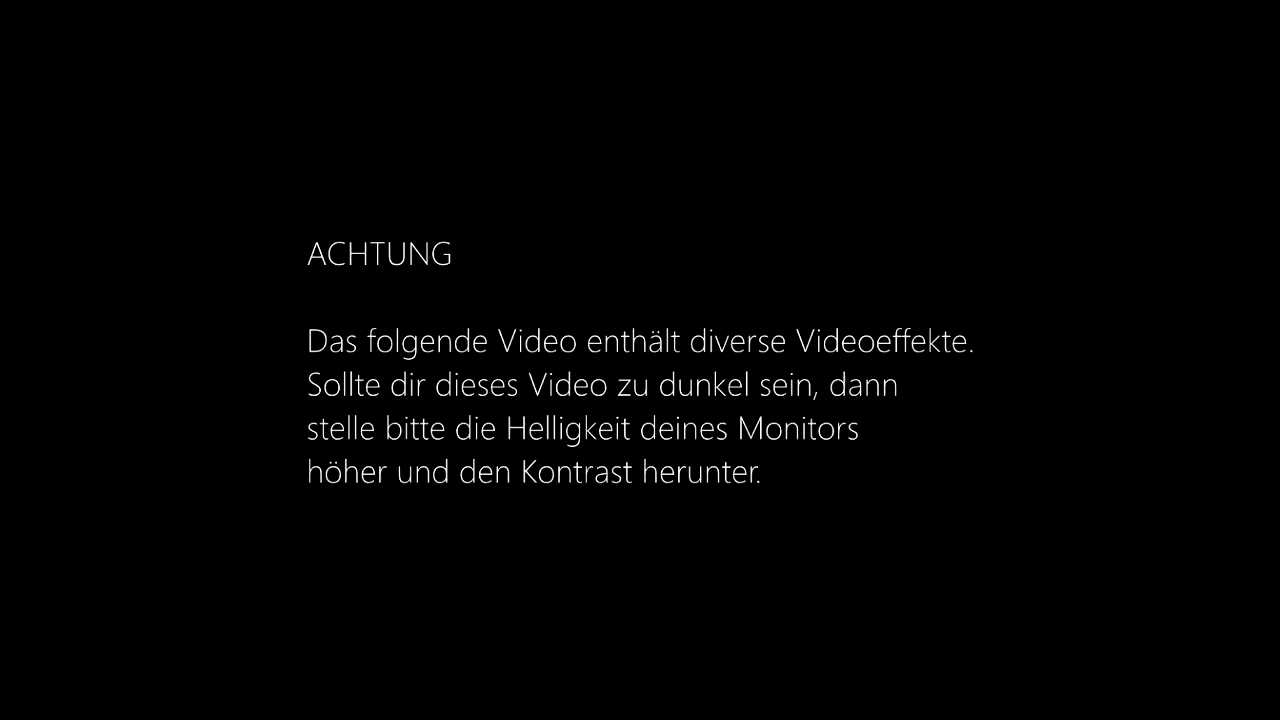 ACHTUNG
Das folgende Video enthält diverse Videoeffekte.
Sollte dir dieses Video zu dunkel sein, dann
stelle bitte die Helligkeit deines Monitors
höher und den Kontrast herunter.